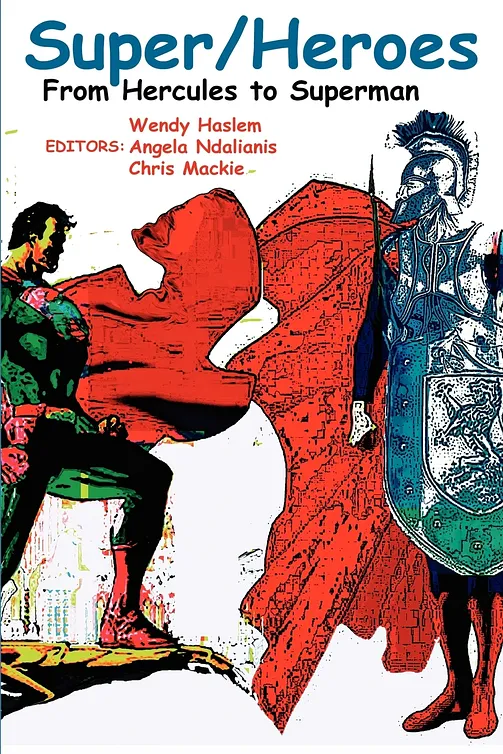 Super/Heroes
From Hercules to Superman
Wendy Haslem
EDITORS: Angela Ndalianis
Chris Mackie